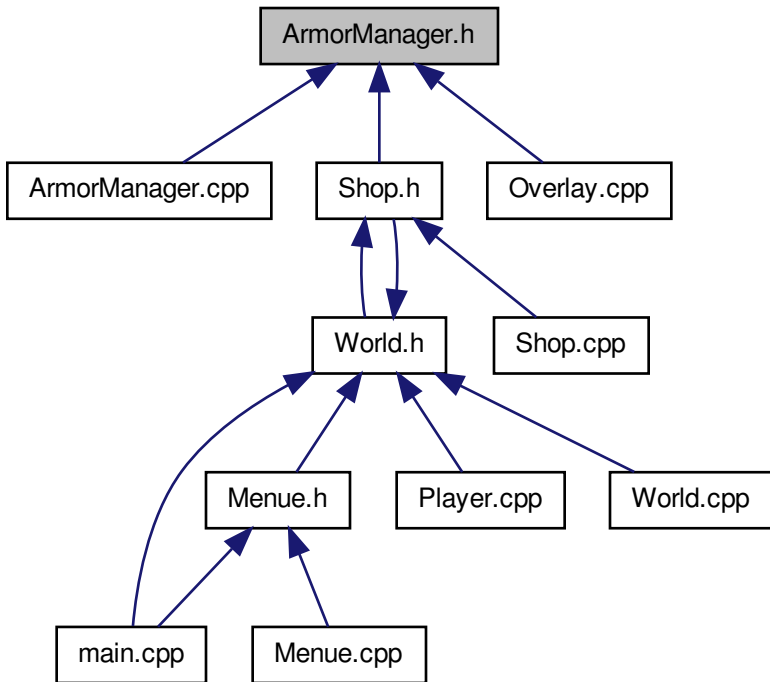 ArmorManager.h
ArmorManager.cpp
Shop.h
Overlay.cpp
World.h
Shop.cpp
Menue.h
Player.cpp
World.cpp
main.cpp
Menue.cpp